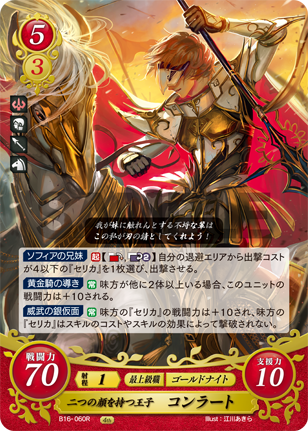 5
3
我が妹に触れんとする不埒な輩は
この私が刃の錆としてくれよう!
ソフィアの兄妹 起 2 自分の退避エリアから出撃コスト
が4以下の『セリカ』を1枚選び、出撃させる。
黄金騎の導き 常 味方が他に2体以上いる場合、このユニットの
戦闘力は+10される。
威武の銀仮面 常 味方の『セリカ』の戦闘力は+10され、味方の
『セリカ』はスキルのコストやスキルの効果によって撃破されない。
戦闘力
70
射程 1 最上級職 ゴールドナイト
支援力
10
二つの顔を持つ王子 コンラート
B16-060R
Illust:江川あきら